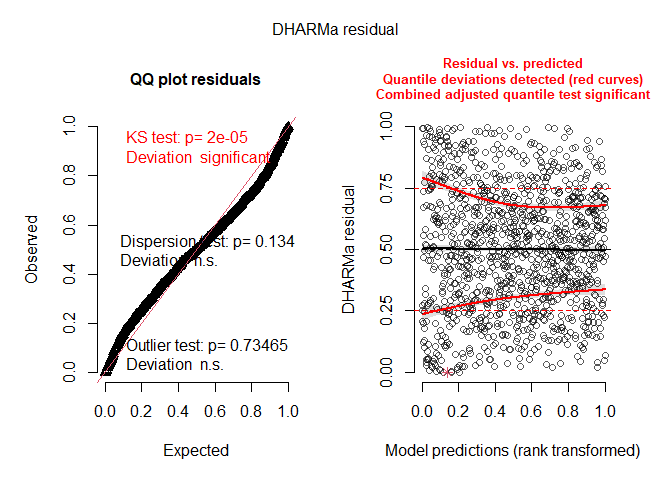 DHARMa residual
QQ plot residuals
KS test: p= 2e-05
Deviation significant
Dispersion test: p= 0.134
Deviation n.s.
Outlier test: p= 0.73465
Deviation n.s.
Observed
0.0 0.2 0.4 0.6 0.8 1.0
0.0 0.2 0.4 0.6 0.8 1.0
Expected
Residual vs. predicted
Quantile deviations detected (red curves)
Combined adjusted quantile test significant
DHARMa residual
0.00 0.25 0.50 0.75 1.00
0.0 0.2 0.4 0.6 0.8 1.0
Model predictions (rank transformed)